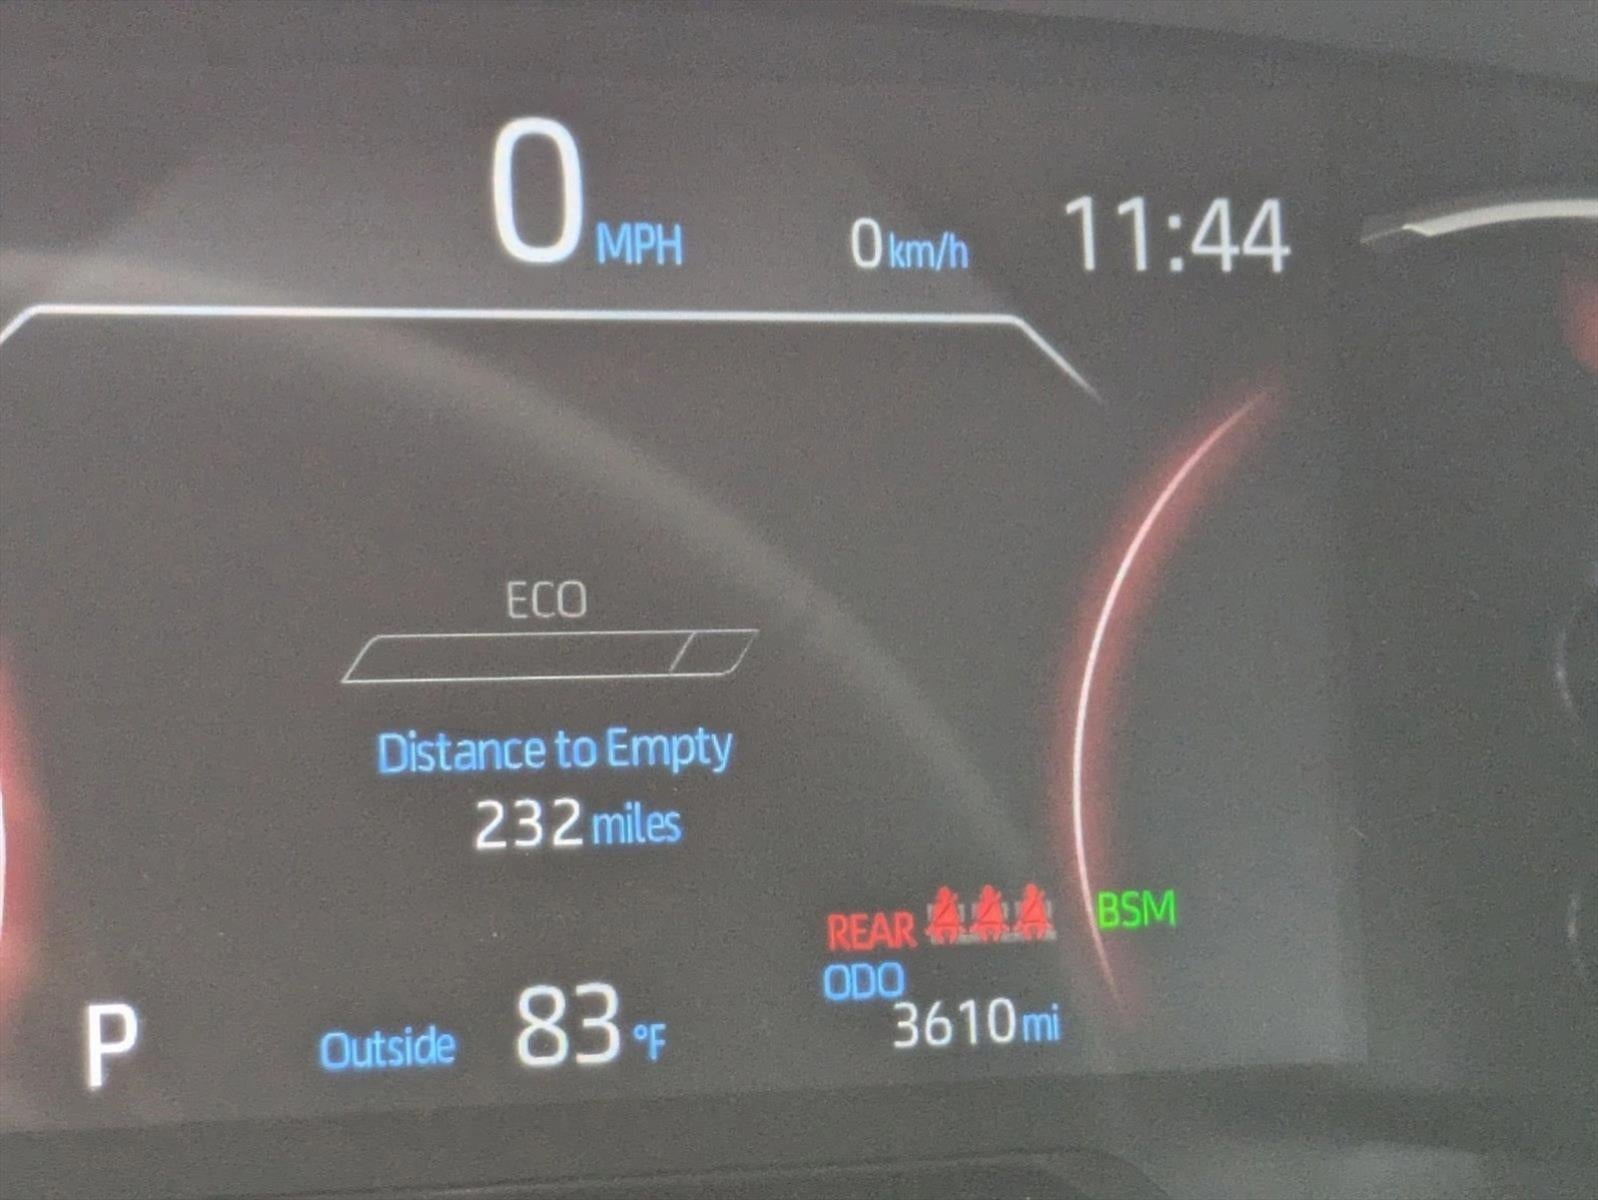 0 MPH 0 km/h 11:44
ECO
Distance to Empty
232 miles
REAR BSM
ODO
3610 mi
P Outside 83 °F